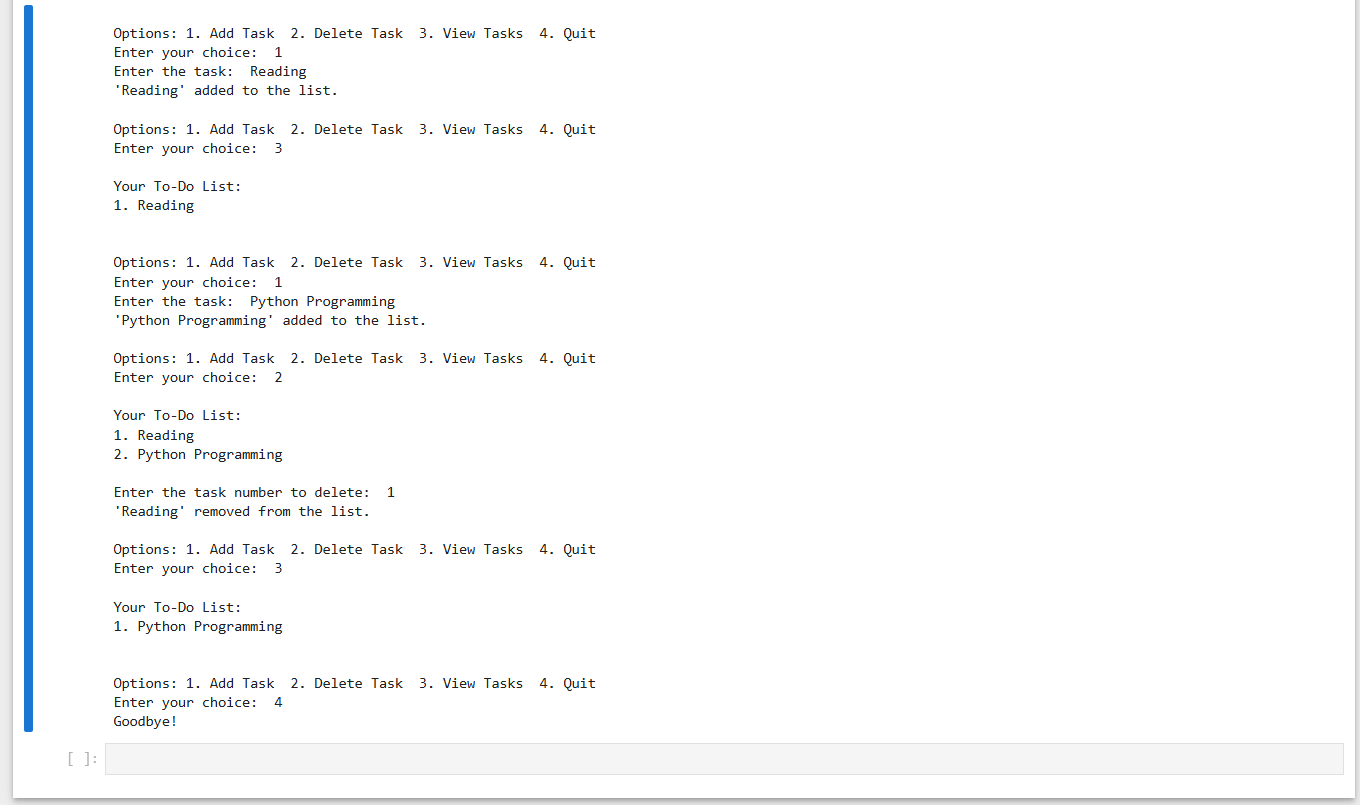 Options: 1. Add Task  2. Delete Task  3. View Tasks  4. Quit
Enter your choice:  1
Enter the task:  Reading
'Reading' added to the list.
Options: 1. Add Task  2. Delete Task  3. View Tasks  4. Quit
Enter your choice:  3
Your To-Do List:
1. Reading
Options: 1. Add Task  2. Delete Task  3. View Tasks  4. Quit
Enter your choice:  1
Enter the task:  Python Programming
'Python Programming' added to the list.
Options: 1. Add Task  2. Delete Task  3. View Tasks  4. Quit
Enter your choice:  2
Your To-Do List:
1. Reading
2. Python Programming
Enter the task number to delete:  1
'Reading' removed from the list.
Options: 1. Add Task  2. Delete Task  3. View Tasks  4. Quit
Enter your choice:  3
Your To-Do List:
1. Python Programming
Options: 1. Add Task  2. Delete Task  3. View Tasks  4. Quit
Enter your choice:  4
Goodbye!
[ ]: